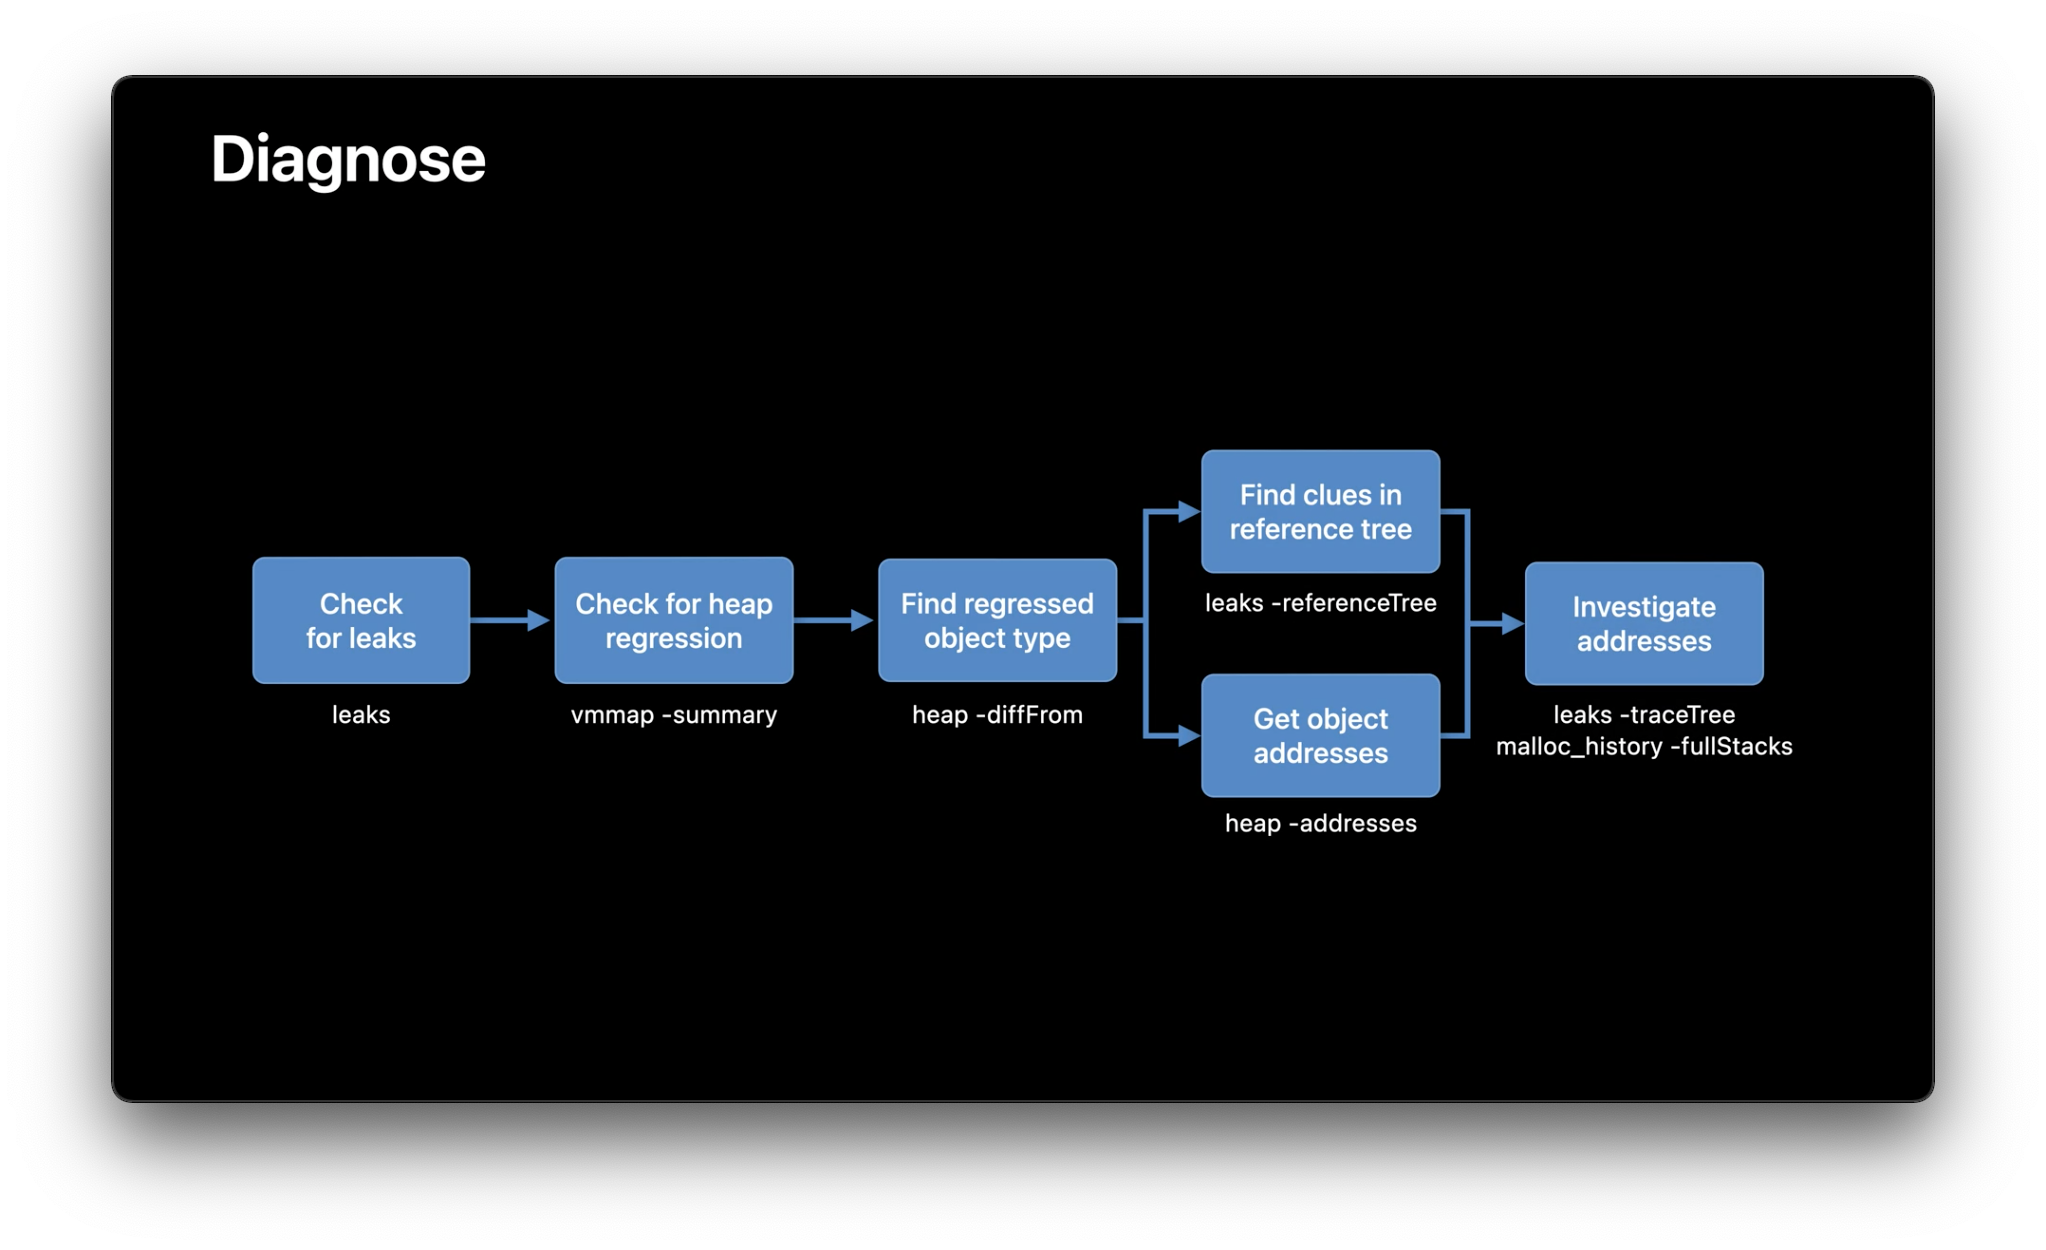 Diagnose
Check
for leaks
leaks
Check for heap
regression
vmmap -summary
Find regressed
object type
heap -diffFrom
Find clues in
reference tree
leaks -referenceTree
Get object
addresses
heap -addresses
Investigate
addresses
leaks -traceTree
malloc_history -fullStacks